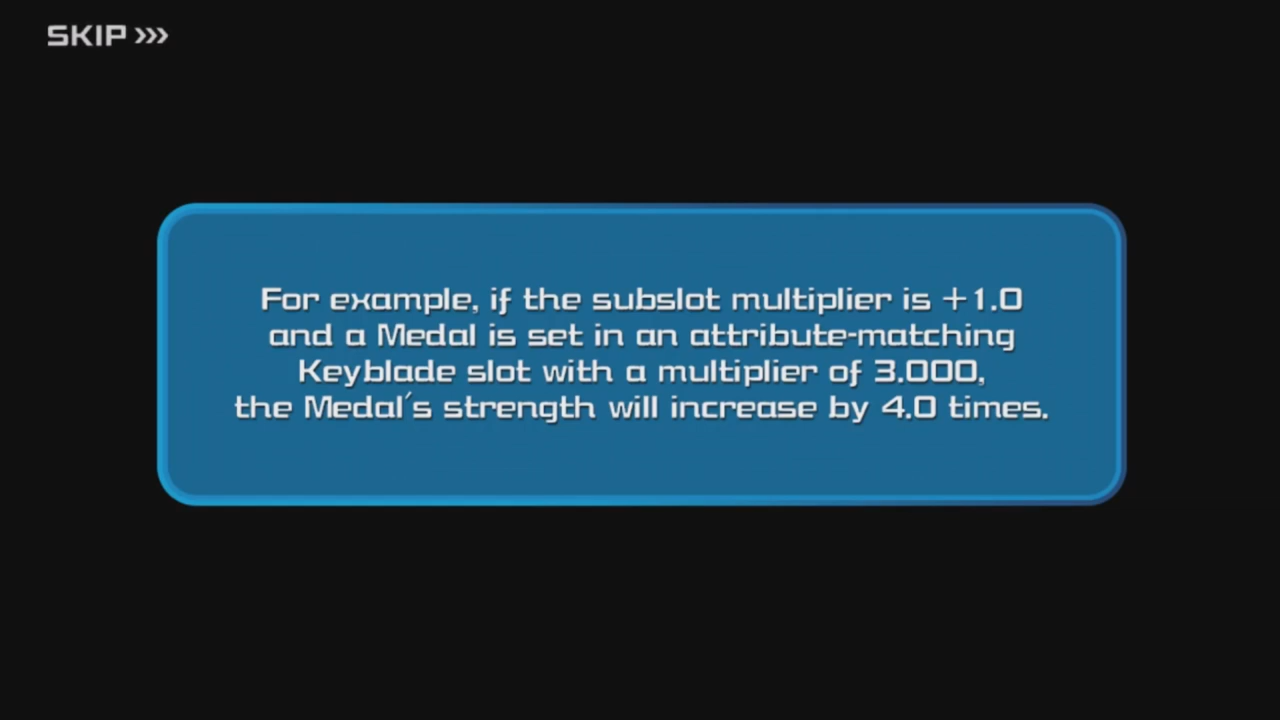 SKIP >>>
For example, if the subslot multiplier is +1.0
and a Medal is set in an attribute-matching
Keyblade slot with a multiplier of 3.000,
the Medal's strength will increase by 4.0 times.